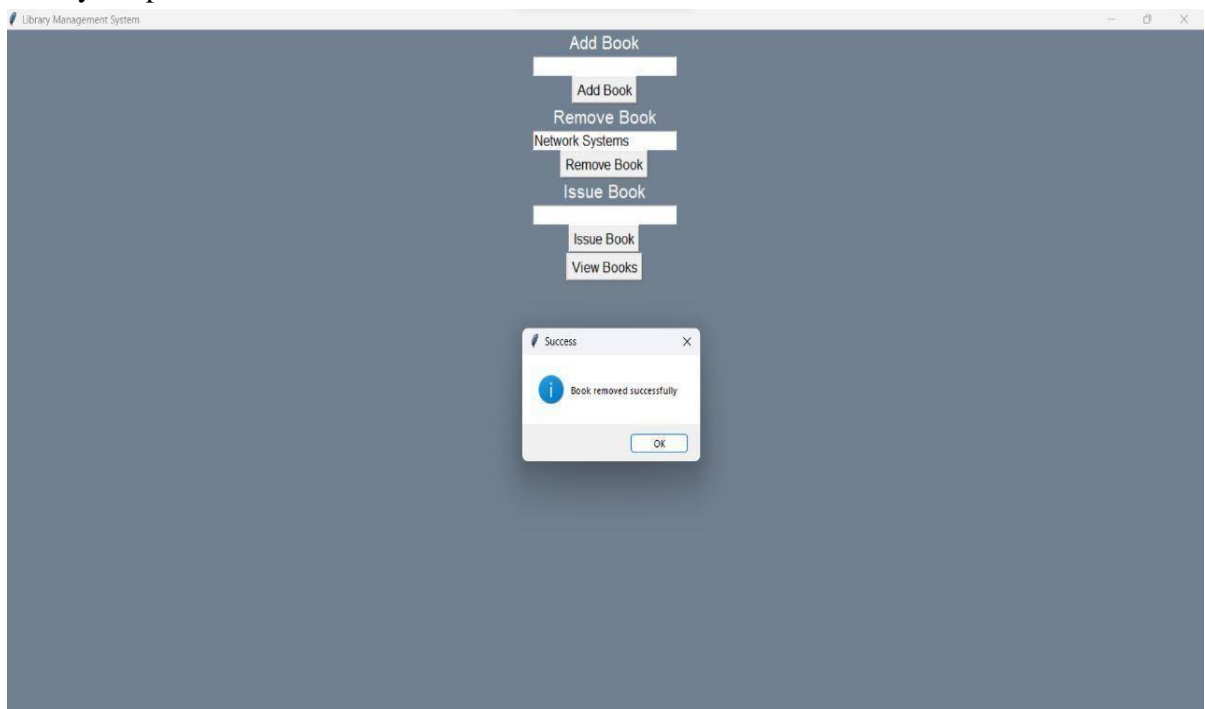 Library Management System
Add Book
Add Book
Remove Book
Network Systems
Remove Book
Issue Book
Issue Book
View Books
Success
Book removed successfully
OK